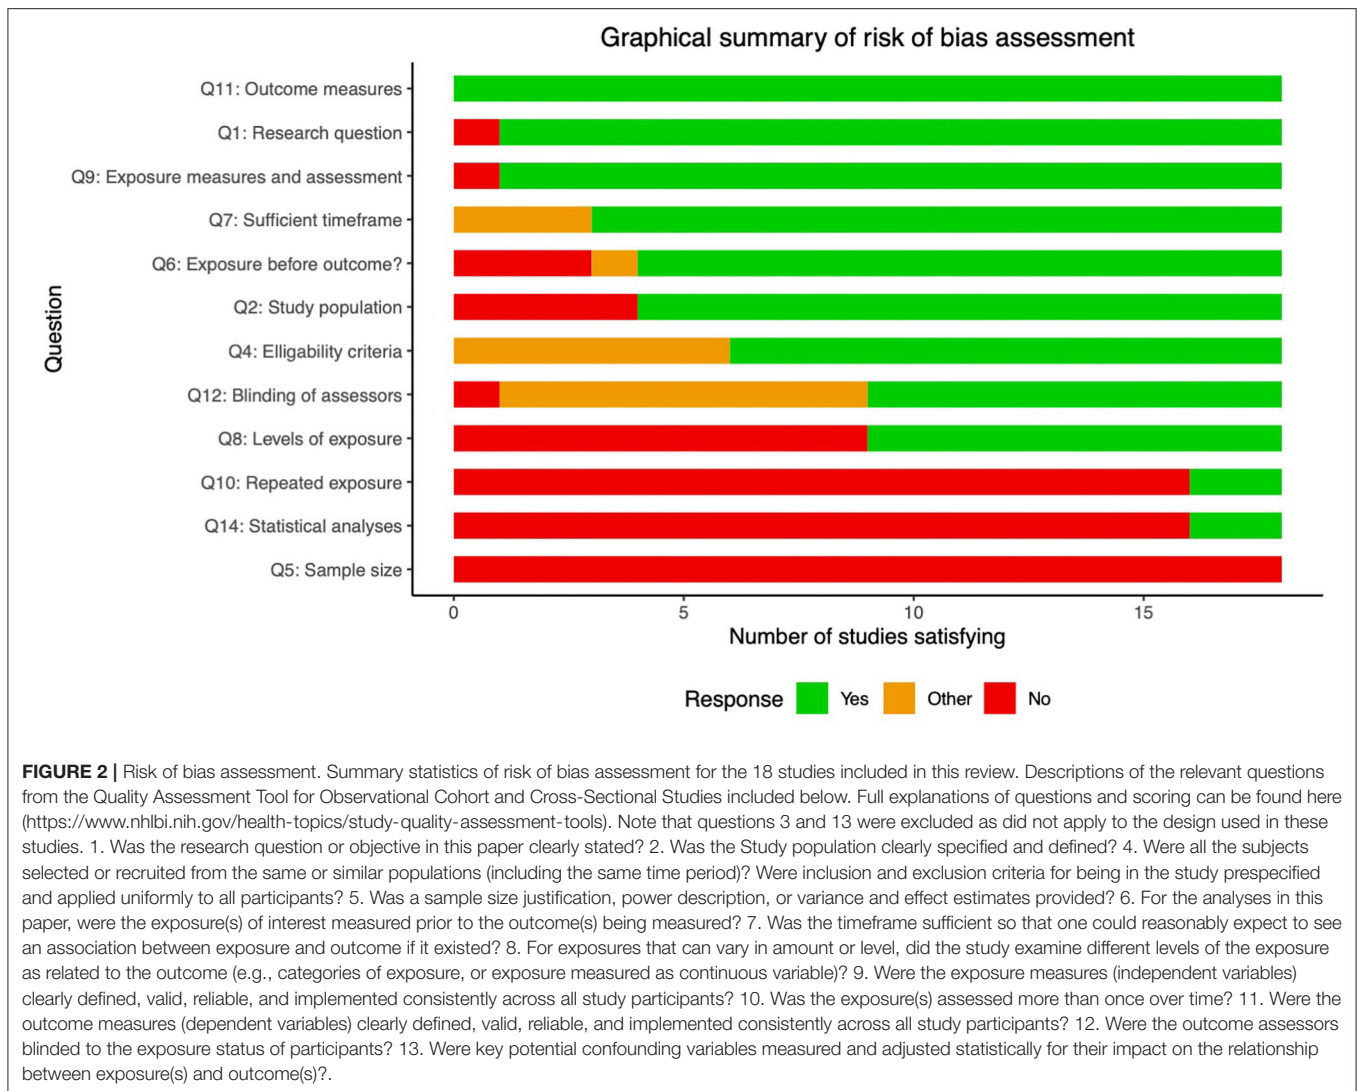 Graphical summary of risk of bias assessment
Q11: Outcome measures
Q1: Research question
Q9: Exposure measures and assessment
Q7: Sufficient timeframe
Q6: Exposure before outcome?
Q2: Study population
Q4: Elligability criteria
Q12: Blinding of assessors
Q8: Levels of exposure
Q10: Repeated exposure
Q14: Statistical analyses
Q5: Sample size
Question
0 5 10 15
Number of studies satisfying
Response Yes Other No
FIGURE 2 | Risk of bias assessment. Summary statistics of risk of bias assessment for the 18 studies included in this review. Descriptions of the relevant questions
from the Quality Assessment Tool for Observational Cohort and Cross-Sectional Studies included below. Full explanations of questions and scoring can be found here
(https://www.nhlbi.nih.gov/health-topics/study-quality-assessment-tools). Note that questions 3 and 13 were excluded as did not apply to the design used in these
studies. 1. Was the research question or objective in this paper clearly stated? 2. Was the Study population clearly specified and defined? 4. Were all the subjects
selected or recruited from the same or similar populations (including the same time period)? Were inclusion and exclusion criteria for being in the study prespecified
and applied uniformly to all participants? 5. Was a sample size justification, power description, or variance and effect estimates provided? 6. For the analyses in this
paper, were the exposure(s) of interest measured prior to the outcome(s) being measured? 7. Was the timeframe sufficient so that one could reasonably expect to see
an association between exposure and outcome if it existed? 8. For exposures that can vary in amount or level, did the study examine different levels of the exposure
as related to the outcome (e.g., categories of exposure, or exposure measured as continuous variable)? 9. Were the exposure measures (independent variables)
clearly defined, valid, reliable, and implemented consistently across all study participants? 10. Was the exposure(s) assessed more than once over time? 11. Were the
outcome measures (dependent variables) clearly defined, valid, reliable, and implemented consistently across all study participants? 12. Were the outcome assessors
blinded to the exposure status of participants? 13. Were key potential confounding variables measured and adjusted statistically for their impact on the relationship
between exposure(s) and outcome(s)?.